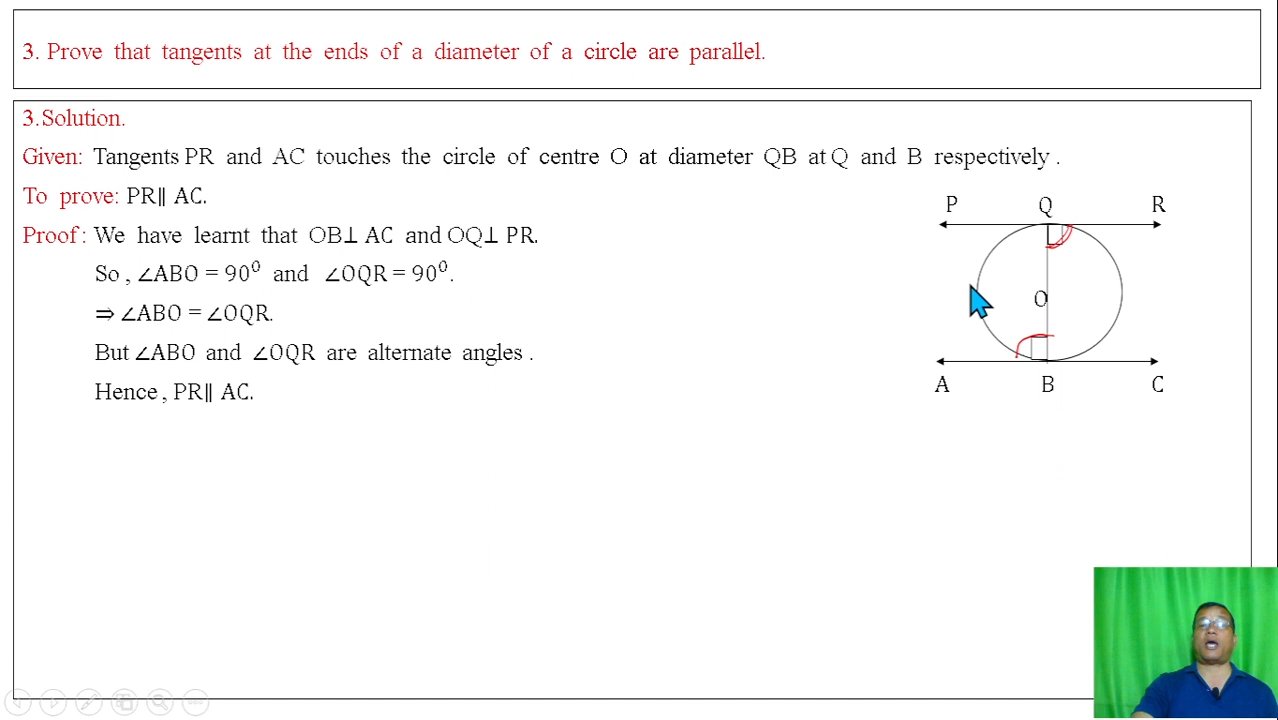 3. Prove that tangents at the ends of a diameter of a circle are parallel.
3.Solution.
Given: Tangents PR and AC touches the circle of centre O at diameter QB at Q and B respectively .
To prove: PR∥ AC.
Proof : We have learnt that OB⊥ AC and OQ⊥ PR.
So , ∠ABO = 90⁰ and ∠OQR = 90⁰.
⇒ ∠ABO = ∠OQR.
But ∠ABO and ∠OQR are alternate angles .
Hence , PR∥ AC.
P Q R
O
A B C